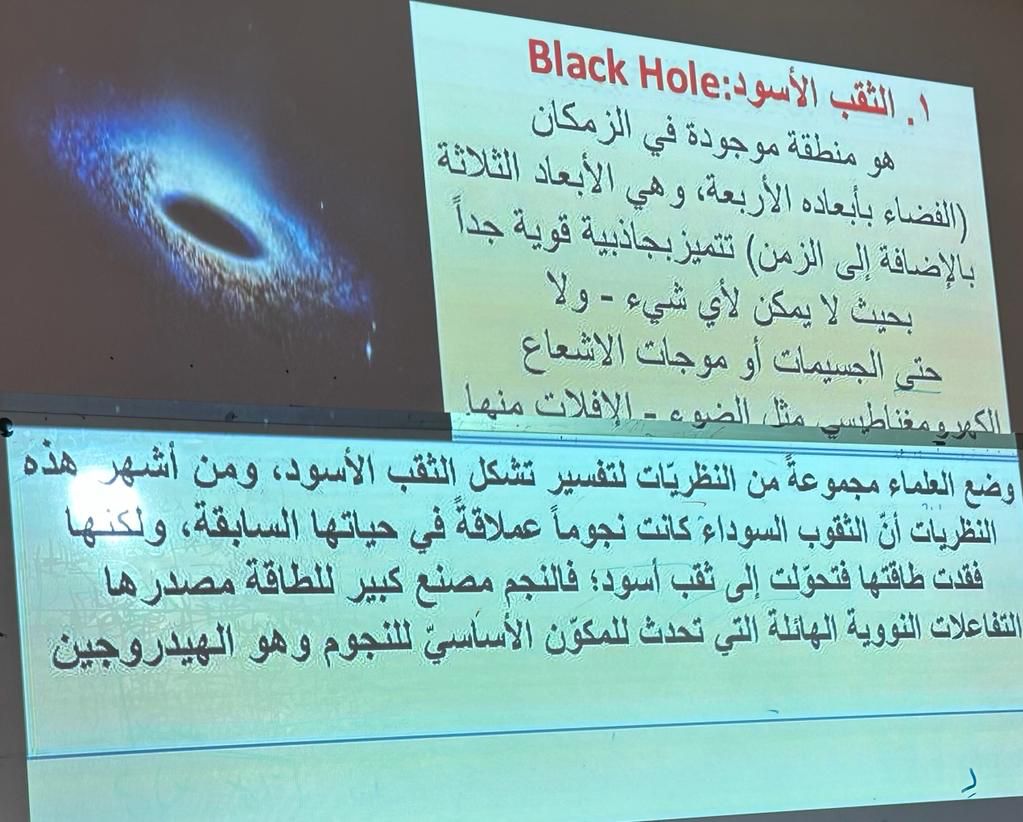 ١. الثقب الأسود:Black Hole
هو منطقة موجودة في الزمكان
(الفضاء بأبعاده الأربعة، وهي الأبعاد الثلاثة
بالإضافة إلى الزمن) تتميزبجاذبية قوية جداً
بحيث لا يمكن لأي شيء - ولا
حتى الجسيمات أو موجات الاشعاع
الكهرومغناطيسي مثل الضوء - الإفلات منها.
وضع العلماء مجموعةً من النظريّات لتفسير تشكل الثقب الأسود، ومن أشهر هذه
النظريات أنّ الثقوب السوداء كانت نجوماً عملاقةً في حياتها السابقة، ولكنها
فقدت طاقتها فتحوّلت إلى ثقب أسود؛ فالنجم مصنع كبير للطاقة مصدرها
التفاعلات النووية الهائلة التي تحدث للمكوّن الأساسيّ للنجوم وهو الهيدروجين